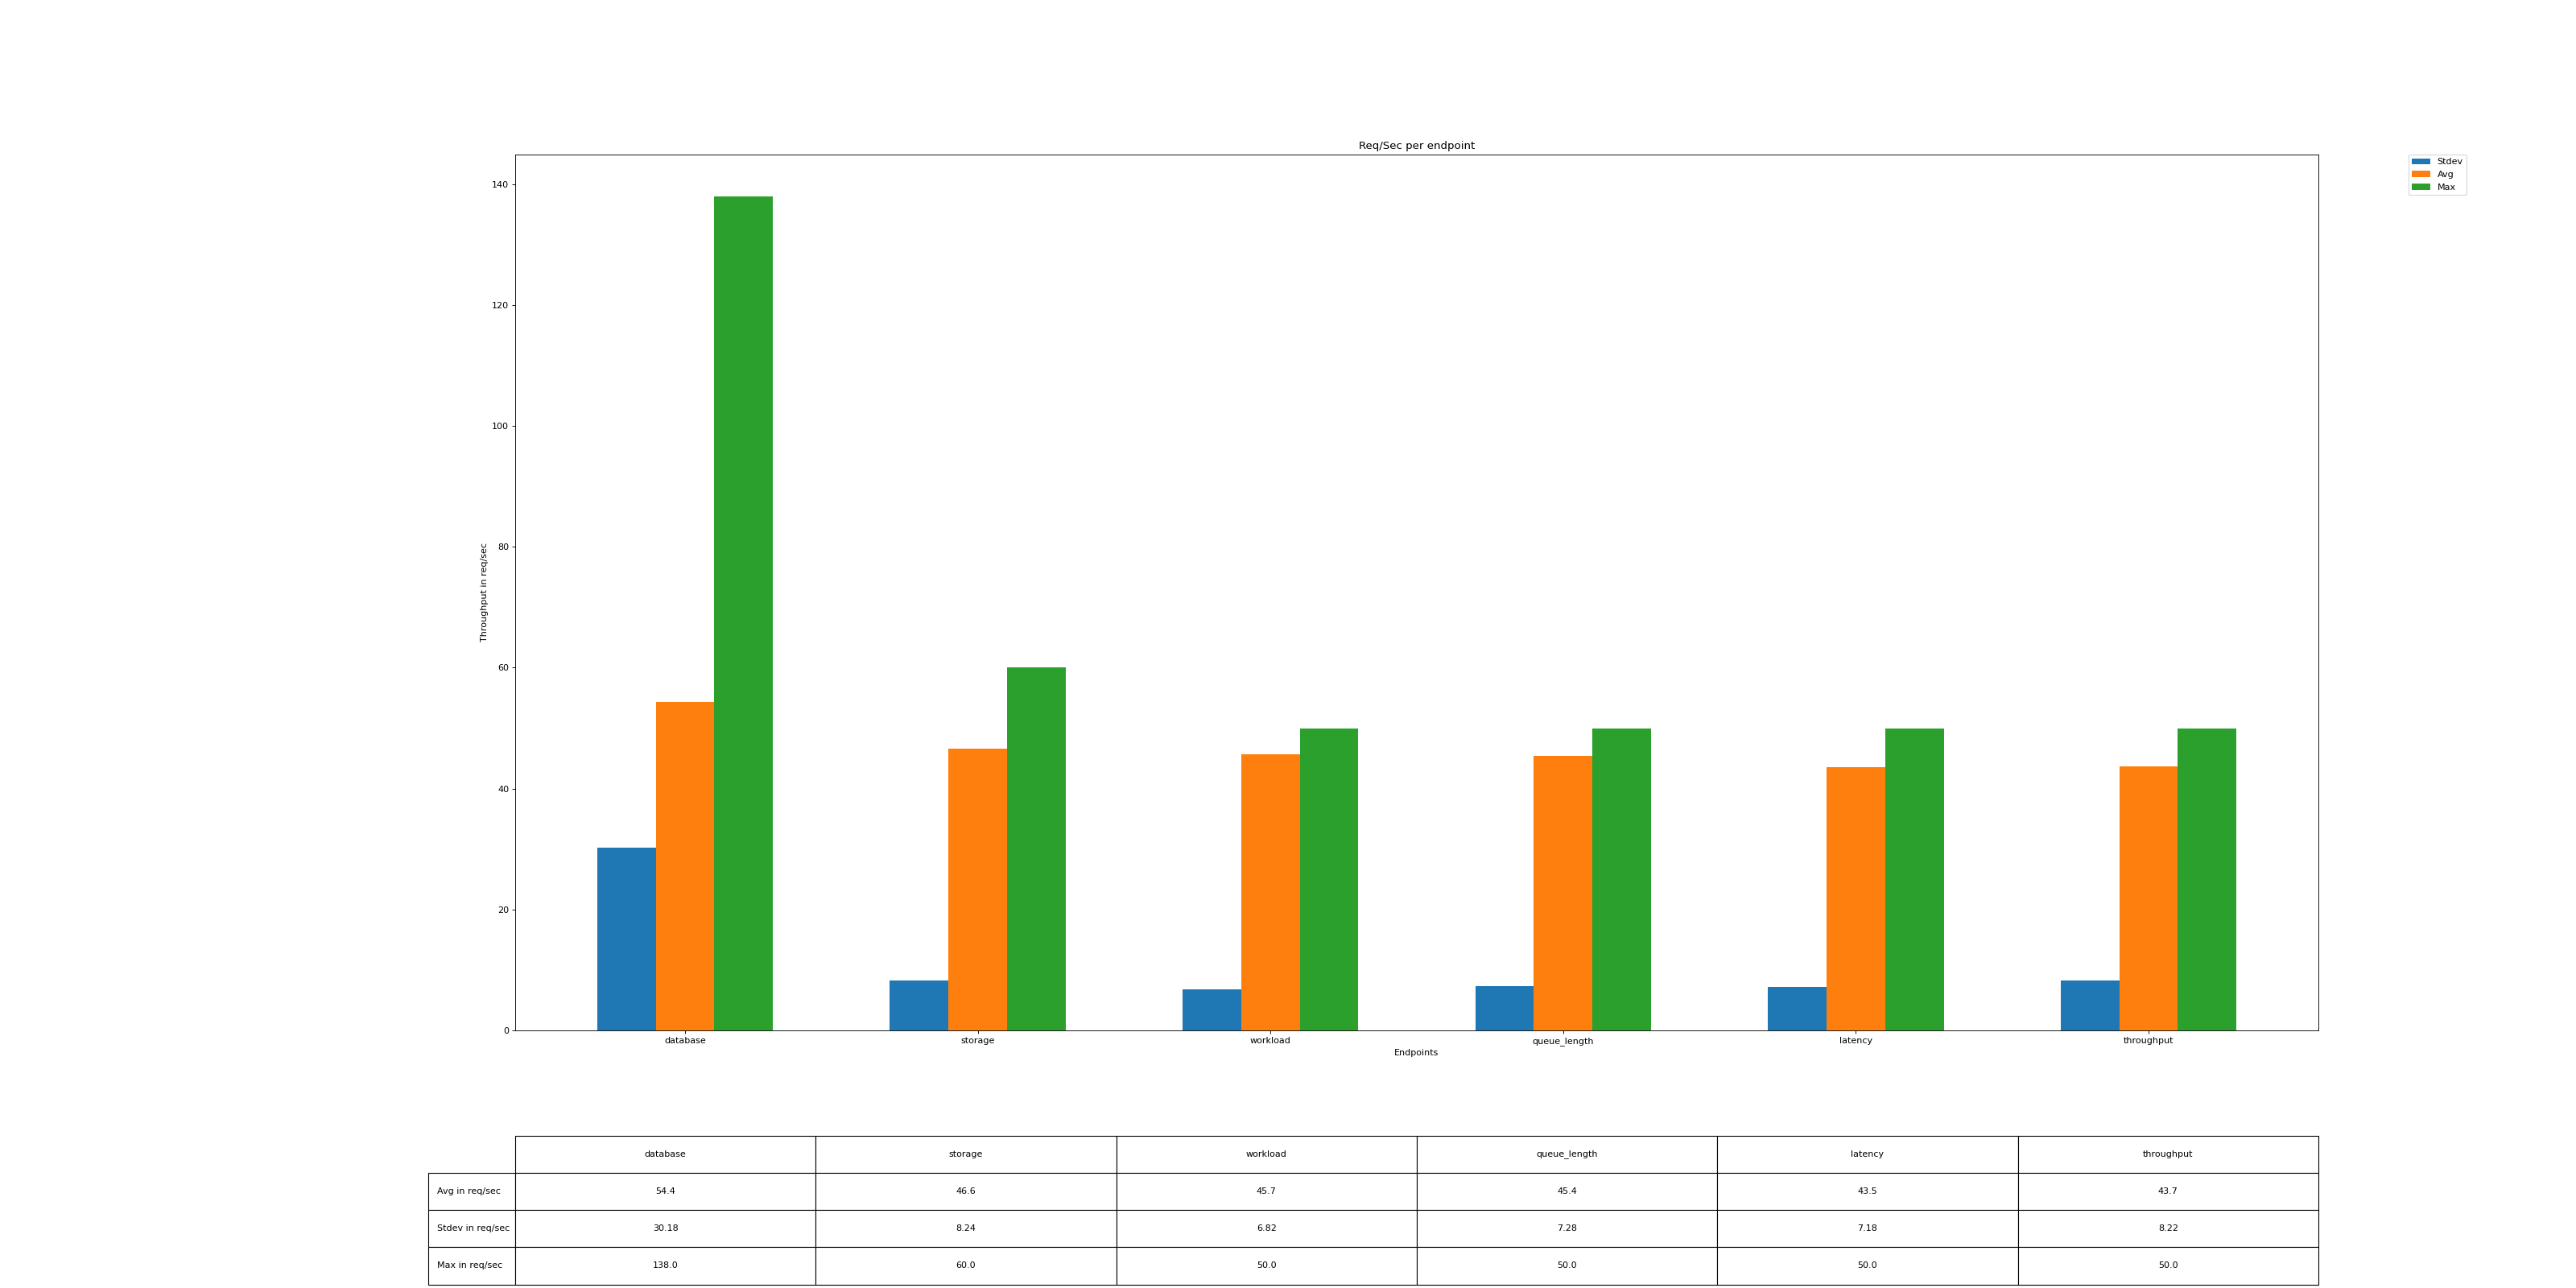 Req/Sec per endpoint
Stdev
Avg
Max
140
120
100
80
60
40
20
0
Throughput in req/sec
database storage workload queue_length latency throughput
Endpoints
database storage workload queue_length latency throughput
Avg in req/sec 54.4 46.6 45.7 45.4 43.5 43.7
Stdev in req/sec 30.18 8.24 6.82 7.28 7.18 8.22
Max in req/sec 138.0 60.0 50.0 50.0 50.0 50.0